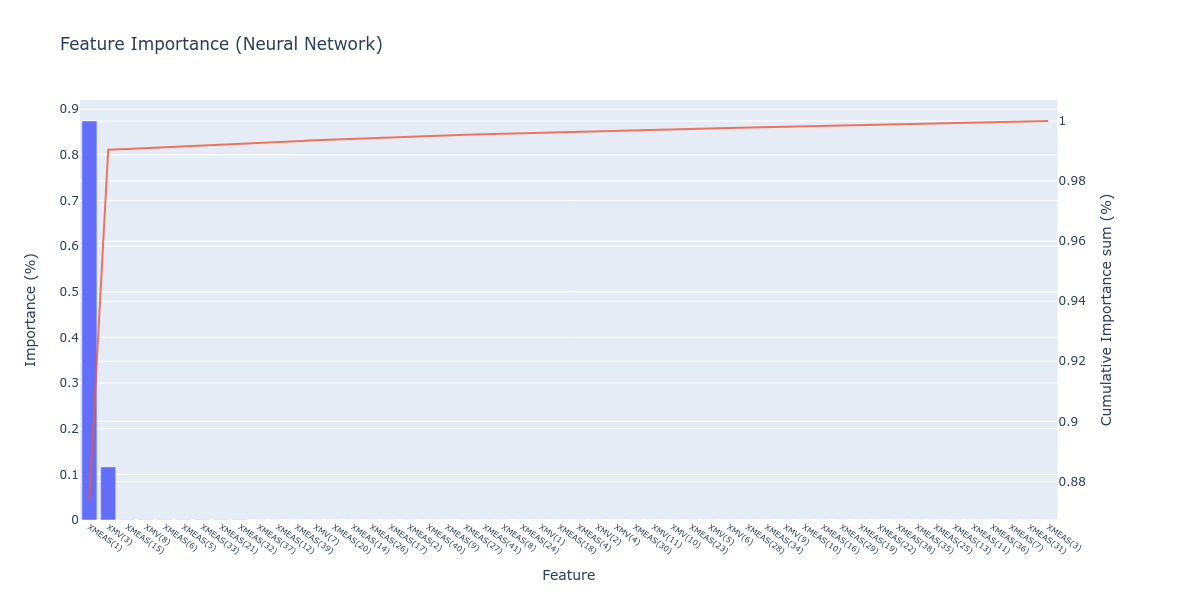 Feature Importance (Neural Network)
0.9
0.8
0.7
0.6
0.5
0.4
0.3
0.2
0.1
0
Importance (%)
1
0.98
0.96
0.94
0.92
0.9
0.88
Cumulative Importance sum (%)
XMEAS(1)
XMV(3)
XMEAS(15)
XMV(8)
XMEAS(6)
XMEAS(5)
XMEAS(33)
XMEAS(21)
XMEAS(32)
XMEAS(37)
XMEAS(12)
XMEAS(39)
XMV(7)
XMEAS(20)
XMEAS(14)
XMEAS(26)
XMEAS(17)
XMEAS(2)
XMEAS(40)
XMEAS(9)
XMEAS(27)
XMEAS(41)
XMEAS(8)
XMEAS(24)
XMV(1)
XMEAS(18)
XMEAS(4)
XMV(2)
XMV(4)
XMEAS(30)
XMV(11)
XMV(10)
XMEAS(23)
XMV(5)
XMV(6)
XMEAS(28)
XMEAS(34)
XMV(9)
XMEAS(10)
XMEAS(16)
XMEAS(29)
XMEAS(19)
XMEAS(22)
XMEAS(38)
XMEAS(35)
XMEAS(25)
XMEAS(13)
XMEAS(11)
XMEAS(36)
XMEAS(7)
XMEAS(31)
XMEAS(3)
Feature